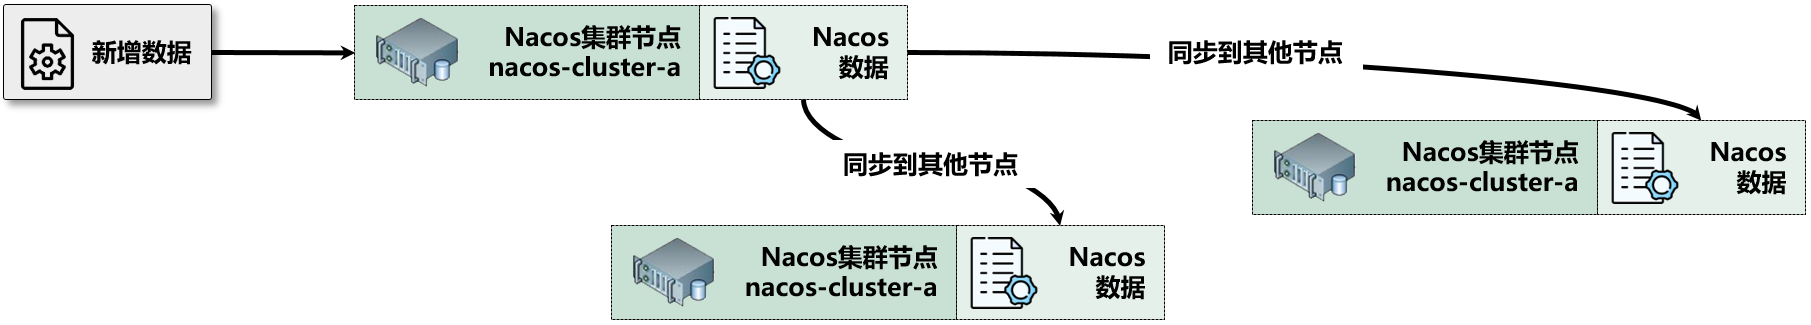 新增数据
Nacos集群节点
nacos-cluster-a
Nacos
数据
同步到其他节点
同步到其他节点
Nacos集群节点
nacos-cluster-a
Nacos
数据
Nacos集群节点
nacos-cluster-a
Nacos
数据